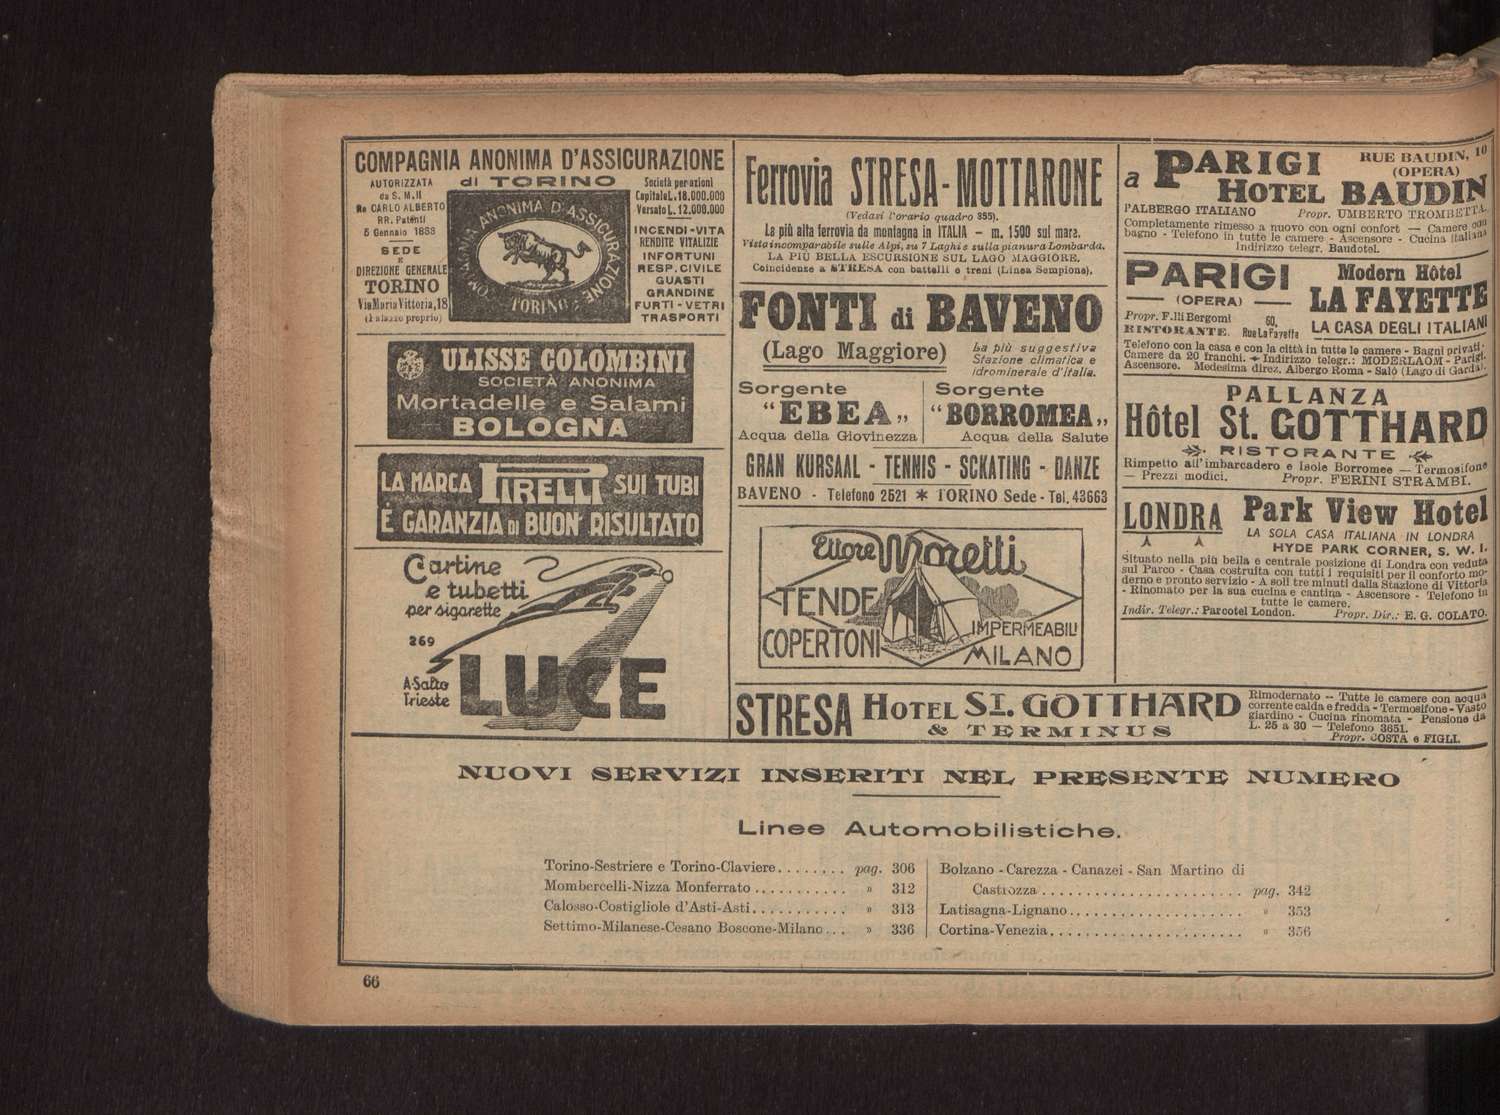 COMPAGNIA ANONIMA D'ASSICURAZIONE
di TORINO
AUTORIZZATA
da S. M. il
Re CARLO ALBERTO
RR. Patenti
5 Gennaio 1833
SEDE
E
DIREZIONE GENERALE
TORINO
Via Maria Vittoria, 18
(Palazzo proprio)
COMPAGNIA ANONIMA D'ASSICURAZIONE
TORINO
Società per azioni
Capitale L. 18.000.000
Versato L. 12.000.000
INCENDI - VITA
RENDITE VITALIZIE
INFORTUNI
RESP. CIVILE
GUASTI
GRANDINE
FURTI - VETRI
TRASPORTI
ULISSE COLOMBINI
SOCIETÀ ANONIMA
Mortadelle e Salami
BOLOGNA
LA MARCA PIRELLI SUI TUBI
È GARANZIA DI BUON RISULTATO
Cartine
e tubetti
per sigarette
269
A. Salto
Trieste
LUCE
Ferrovia STRESA - MOTTARONE
(Vedasi l'orario quadro 355).
La più alta ferrovia da montagna in ITALIA - m. 1500 sul mare.
Vista incomparabile sulle Alpi, su 7 Laghi e sulla pianura Lombarda.
LA PIÙ BELLA ESCURSIONE SUL LAGO MAGGIORE.
Coincidenze a STRESA con battelli e treni (Linea Sempione).
FONTI di BAVENO
(Lago Maggiore)
La più suggestiva
Stazione climatica e
idrominerale d'Italia.
Sorgente
"EBEA"
Acqua della Giovinezza
Sorgente
"BORROMEA"
Acqua della Salute
GRAN KURSAAL - TENNIS - SCKATING - DANZE
BAVENO - Telefono 2521 * TORINO Sede - Tel. 43663
Ettore Moretti
TENDE
COPERTONI
IMPERMEABILI
MILANO
a PARIGI RUE BAUDIN, 10
(OPERA)
HOTEL BAUDIN
l'ALBERGO ITALIANO Propr. UMBERTO TROMBETTA.
Completamente rimesso a nuovo con ogni confort — Camere con
bagno - Telefono in tutte le camere - Ascensore - Cucina italiana
Indirizzo telegr. Baudotel.
PARIGI
(OPERA)
Modern Hôtel
LA FAYETTE
Propr. F.lli Bergomi
RISTORANTE.
60,
Rue La Fayette
LA CASA DEGLI ITALIANI
Telefono con la casa e con la città in tutte le camere - Bagni privati -
Camere da 20 franchi. Indirizzo telegr.: MODERLAOM - Parigi.
Ascensore. Medesima direz. Albergo Roma - Salò (Lago di Garda).
PALLANZA
Hôtel St. GOTTHARD
RISTORANTE
Rimpetto all'imbarcadero e Isole Borromee — Termosifone
— Prezzi modici. Propr. FERINI STRAMBI.
LONDRA Park View Hotel
LA SOLA CASA ITALIANA IN LONDRA
HYDE PARK CORNER, S. W. I.
Situato nella più bella e centrale posizione di Londra con veduta
sul Parco - Casa costruita con tutti i requisiti per il conforto mo-
derno e pronto servizio - A soli tre minuti dalla Stazione di Vittoria
- Rinomato per la sua cucina e cantina - Ascensore - Telefono in
tutte le camere.
Indir. Telegr.: Parcotel London. Propr. Dir.: E. G. COLATO.
STRESA HOTEL ST. GOTTHARD
& TERMINUS
Rimodernato — Tutte le camere con acqua
corrente calda e fredda - Termosifone - Vasto
giardino - Cucina rinomata - Pensione da
L. 25 a 30 — Telefono 3651.
Propr. COSTA e FIGLI.
NUOVI SERVIZI INSERITI NEL PRESENTE NUMERO
Linee Automobilistiche.
Torino-Sestriere e Torino-Claviere ........ pag. 306
Mombercelli-Nizza Monferrato ........... » 312
Calosso-Costigliole d'Asti-Asti ........... » 313
Settimo-Milanese-Cesano Boscone-Milano ... » 336
Bolzano - Carezza - Canazei - San Martino di
Castrozza ....................... pag. 342
Latisagna-Lignano .................... » 353
Cortina-Venezia ...................... » 356
66